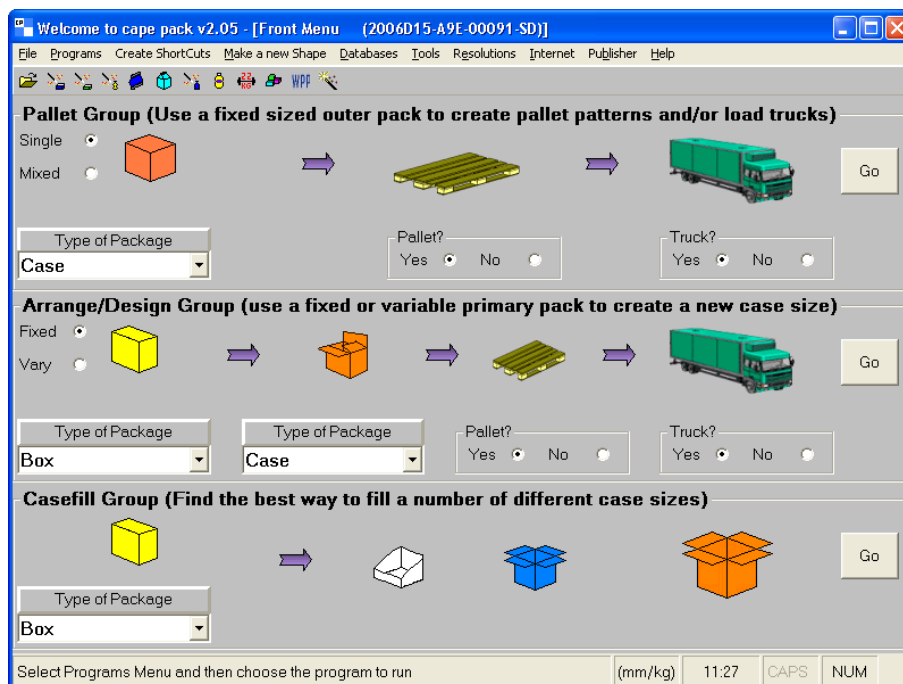 Welcome to cape pack v2.05 - [Front Menu (2006D15-A9E-00091-SD)]
File Programs Create ShortCuts Make a new Shape Databases Tools Resolutions Internet Publisher Help
WPF
Pallet Group (Use a fixed sized outer pack to create pallet patterns and/or load trucks)
Single
Mixed
Go
Type of Package
Case
Pallet?
Yes No
Truck?
Yes No
Arrange/Design Group (use a fixed or variable primary pack to create a new case size)
Fixed
Vary
Go
Type of Package
Box
Type of Package
Case
Pallet?
Yes No
Truck?
Yes No
Casefill Group (Find the best way to fill a number of different case sizes)
Go
Type of Package
Box
Select Programs Menu and then choose the program to run (mm/kg) 11:27 CAPS NUM